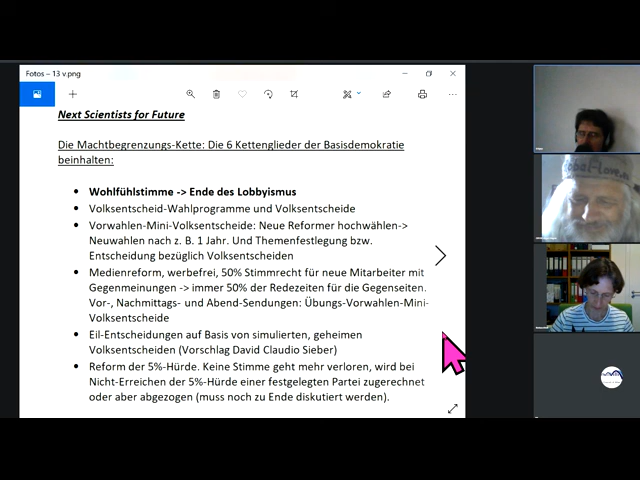 Fotos – 13 v.png
Next Scientists for Future
Die Machtbegrenzungs-Kette: Die 6 Kettenglieder der Basisdemokratie
beinhalten:
Wohlfühlstimme -> Ende des Lobbyismus
Volksentscheid-Wahlprogramme und Volksentscheide
Vorwahlen-Mini-Volksentscheide: Neue Reformer hochwählen->
Neuwahlen nach z. B. 1 Jahr. Und Themenfestlegung bzw.
Entscheidung bezüglich Volksentscheiden
Medienreform, werbefrei, 50% Stimmrecht für neue Mitarbeiter mit
Gegenmeinungen -> immer 50% der Redezeiten für die Gegenseiten.
Vor-, Nachmittags- und Abend-Sendungen: Übungs-Vorwahlen-Mini-
Volksentscheide
Eil-Entscheidungen auf Basis von simulierten, geheimen
Volksentscheiden (Vorschlag David Claudio Sieber)
Reform der 5%-Hürde. Keine Stimme geht mehr verloren, wird bei
Nicht-Erreichen der 5%-Hürde einer festgelegten Partei zugerechnet
oder aber abgezogen (muss noch zu Ende diskutiert werden).